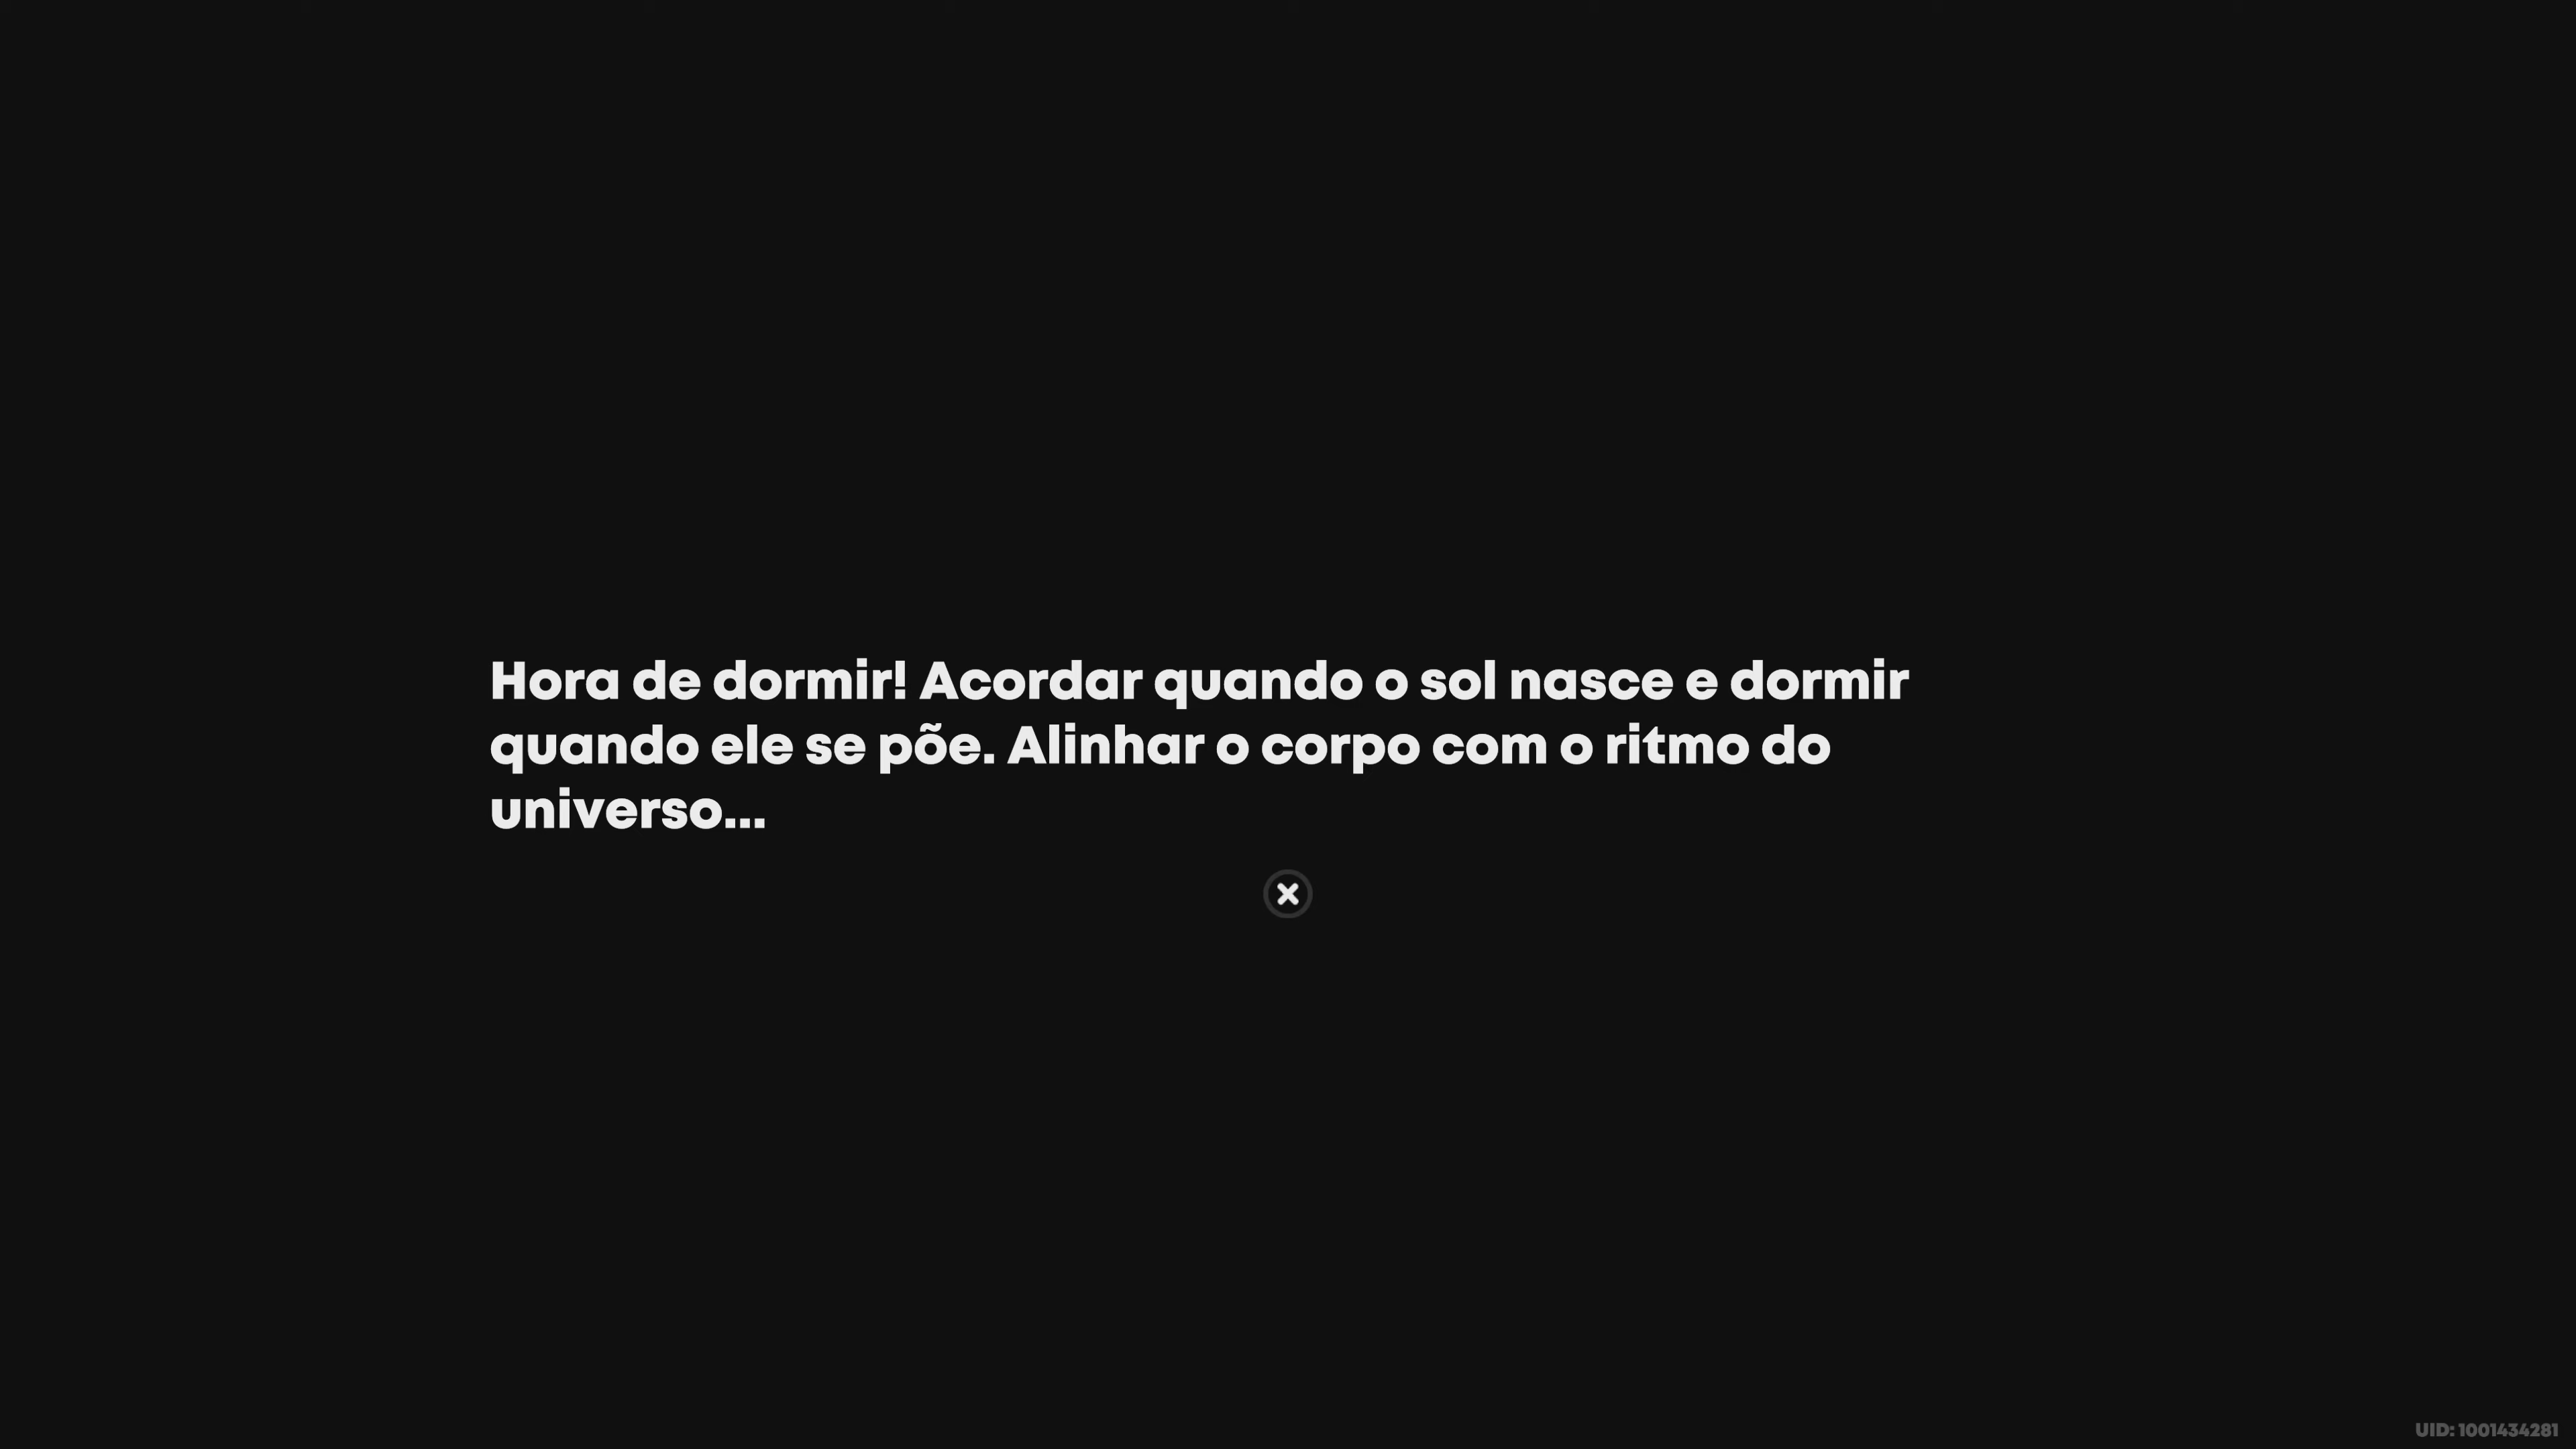 Hora de dormir! Acordar quando o sol nasce e dormir
quando ele se põe. Alinhar o corpo com o ritmo do
universo...
UID: 1001434281